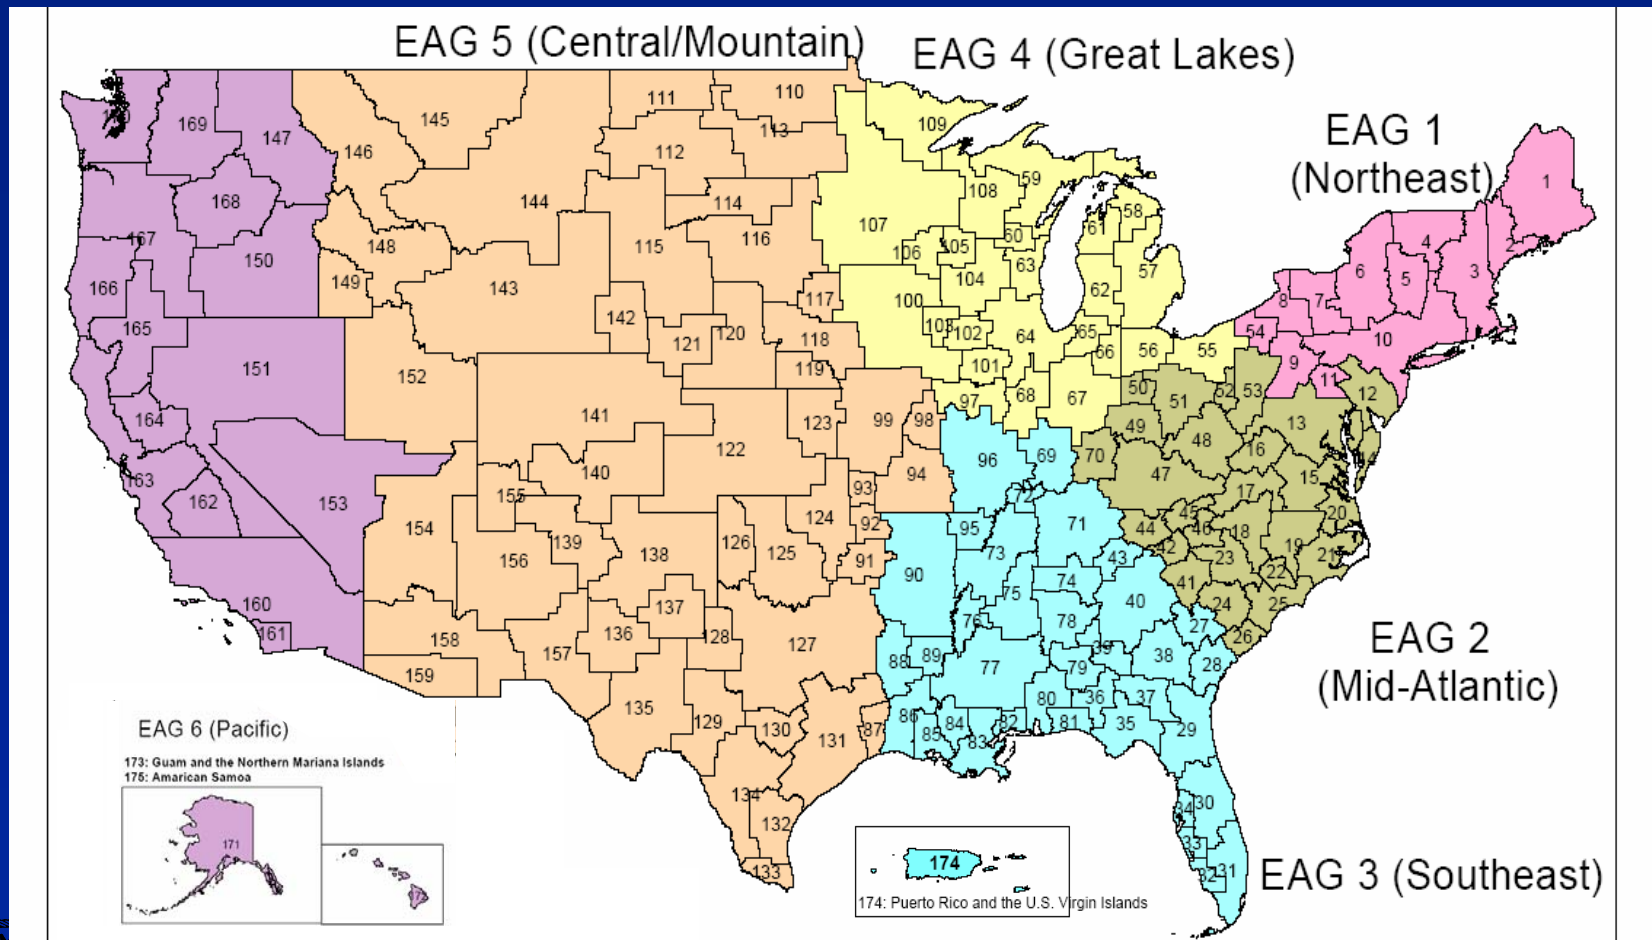 EAG 5 (Central/Mountain)
EAG 4 (Great Lakes)
EAG 1
(Northeast)
EAG 2
(Mid-Atlantic)
EAG 3 (Southeast)
EAG 6 (Pacific)
173: Guam and the Northern Mariana Islands
175: Amarican Samoa
174: Puerto Rico and the U.S. Virgin Islands
169 147 146 145 111 110
113 112 109
168 144 114 108 59 58 1
167 148 115 116 107 106 105 60 61 4 2
166 150 149 143 117 104 63 57 6 5 3
165 142 120 100 62 8 7
151 152 121 118 103 102 64 65 54 10
119 101 66 56 55 9 11
164 141 123 99 98 97 68 67 50 51 52 53 12
163 122 96 69 49 48 16 13
162 155 140 93 94 70 47 17 15 14
153 154 139 124 92 95 72 71 44 45 46 18 20
156 138 126 125 91 73 43 42 23 19 21
160 137 90 75 74 40 41 22
161 158 157 136 128 127 76 78 24 25
159 88 89 77 79 39 38 27 26
135 129 130 86 80 36 37 28
131 87 85 84 83 82 81 35 29
134 132 34 30
133 33 32 31
171
174